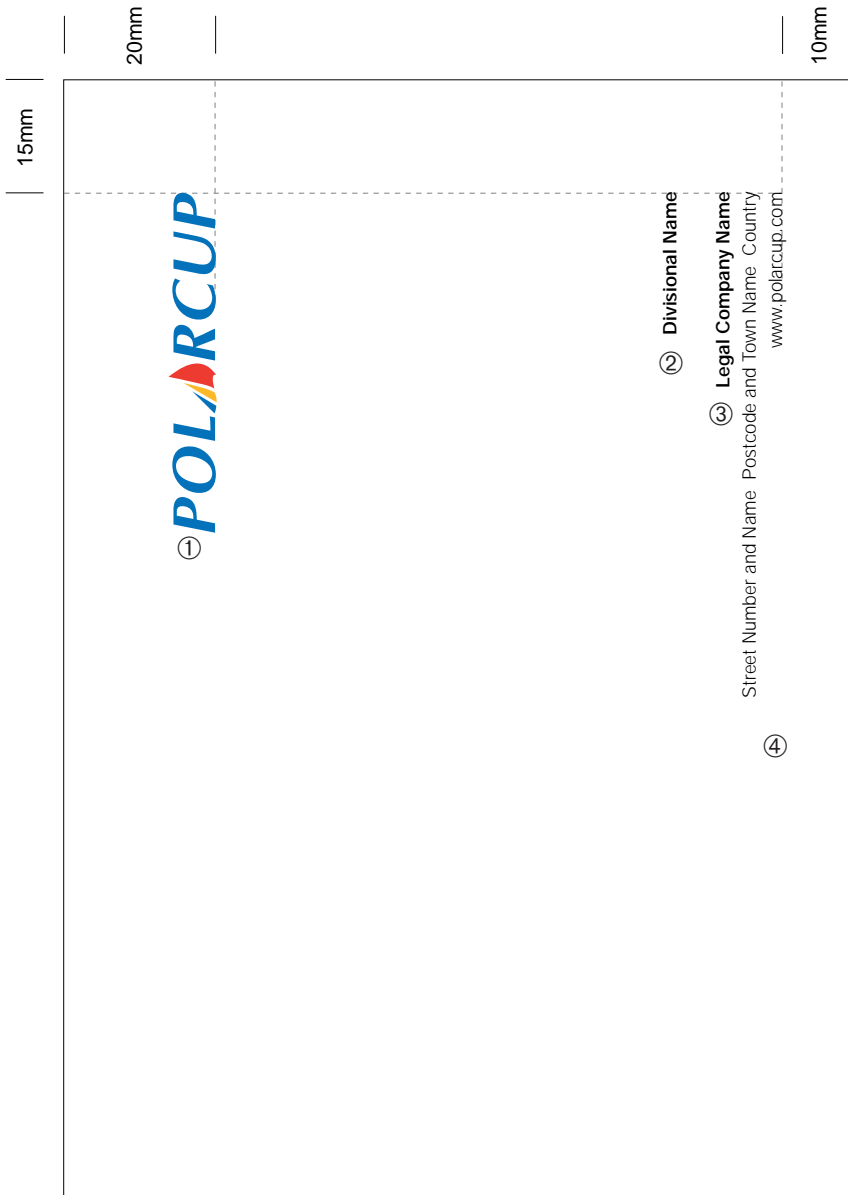 20mm
10mm
15mm
POLARCUP
①
② Divisional Name
③ Legal Company Name
Street Number and Name Postcode and Town Name Country
④ www.polarcup.com